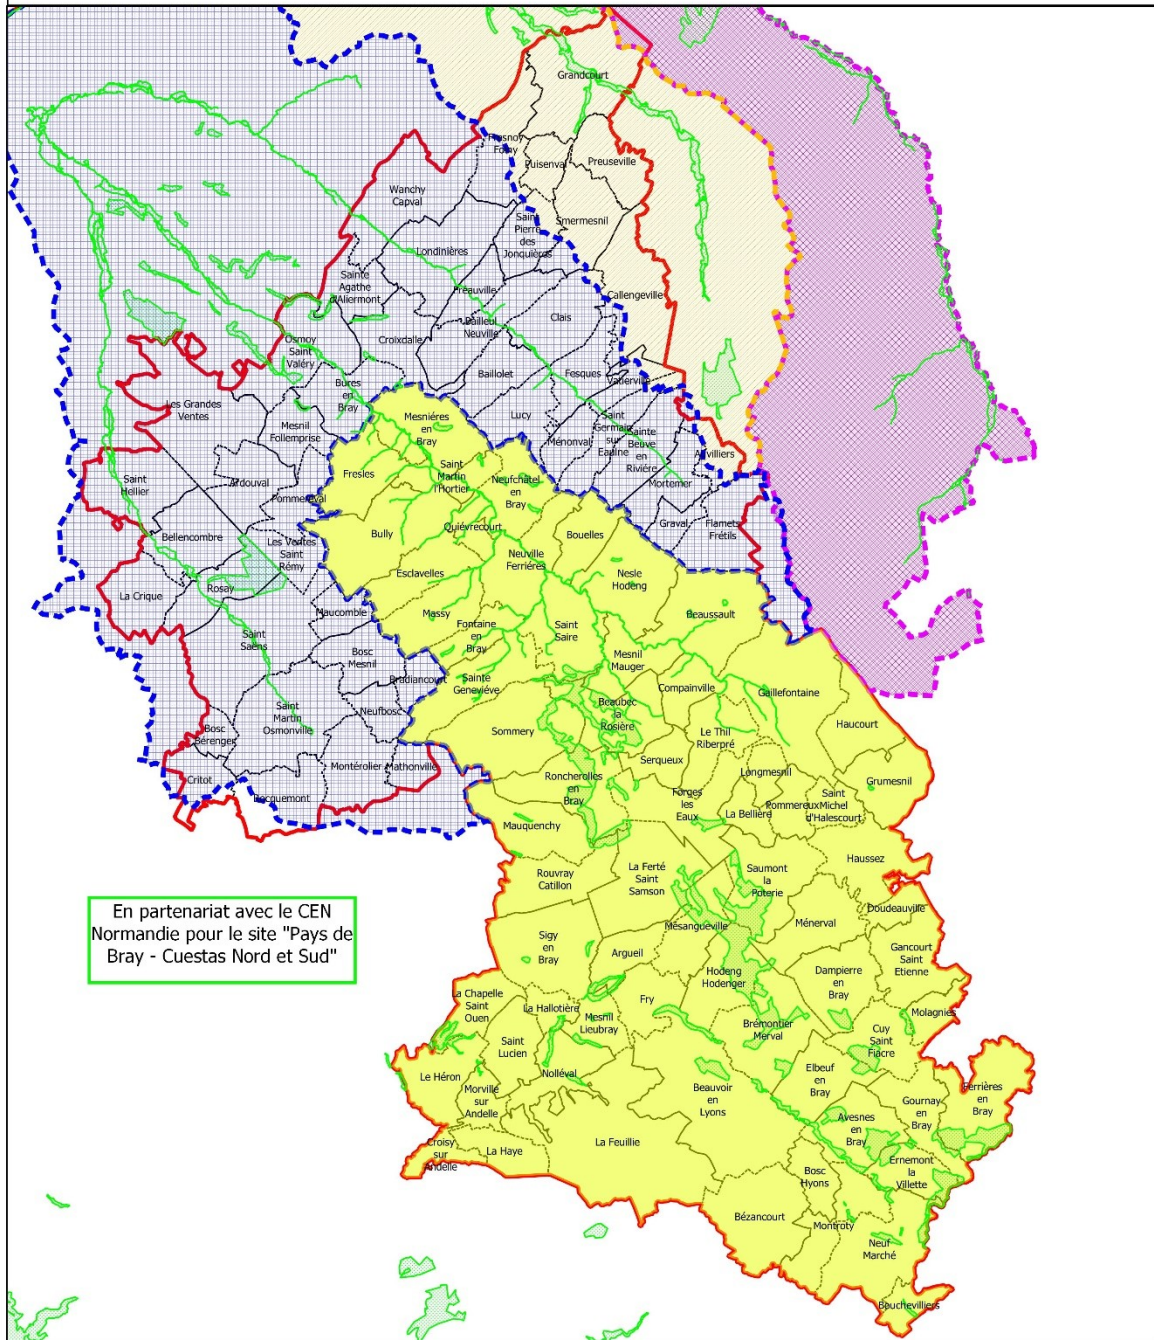 Grandcourt
Fresnoy
Folny
Puisenval
Preuseville
Wanchy
Capval
Smermesnil
Saint
Pierre
des
Jonquières
Londinières
Sainte
Agathe
d'Aliermont
Fréauville
Callengeville
Bailleul
Neuville
Clais
Croixdalle
Osmoy
Saint
Valéry
Baillolet
Fesques
Vatierville
Bures
en
Bray
Les Grandes
Ventes
Mesnil
Follemprise
Mesnières
en
Bray
Lucy
Ménonval
Saint
Germain
sur
Eaulne
Sainte
Beuve
en
Rivière
Auvilliers
Mortemer
Saint
Hellier
Ardouval
Pommeréval
Fresles
Saint
Martin
l'Hortier
Neufchâtel
en
Bray
Graval
Flamets
Frétils
Bellencombre
Les Ventes
Saint
Rémy
Bully
Quiévrecourt
Bouelles
Neuville
Ferrières
Esclavelles
Nesle
Hodeng
La Crique
Rosay
Maucomble
Massy
Fontaine
en
Bray
Saint
Saire
Beaussault
Saint
Saëns
Bosc
Mesnil
Bradiancourt
Sainte
Geneviève
Mesnil
Mauger
Compainville
Gaillefontaine
Neufbosc
Saint
Martin
Osmonville
Bosc
Bérenger
Sommery
Beaubec
la
Rosière
Le Thil
Riberpré
Haucourt
Critot
Rocquemont
Montérolier
Mathonville
Roncherolles
en
Bray
Serqueux
Longmesnil
Grumesnil
Forges
les
Eaux
La Bellière
Pommereux
Saint
Michel
d'Halescourt
Mauquenchy
Haussez
Rouvray
Catillon
La Ferté
Saint
Samson
Saumont
la
Poterie
Doudeauville
Ménerval
Mésangueville
En partenariat avec le CEN
Normandie pour le site "Pays de
Bray - Cuestas Nord et Sud"
Sigy
en
Bray
Argueil
Hodeng
Hodenger
Dampierre
en
Bray
Gancourt
Saint
Etienne
La Chapelle
Saint
Ouen
La Hallotière
Mesnil
Lieubray
Fry
Brémontier
Merval
Molagnies
Cuy
Saint
Fiacre
Saint
Lucien
Le Héron
Nolléval
Morville
sur
Andelle
Beauvoir
en
Lyons
Elbeuf
en
Bray
Gournay
en
Bray
Ferrières
en
Bray
Avesnes
en
Bray
Croisy
sur
Andelle
La Haye
La Feuillie
Ernemont
la
Villette
Bosc
Hyons
Bézancourt
Montroty
Neuf
Marché
Bouchevilliers